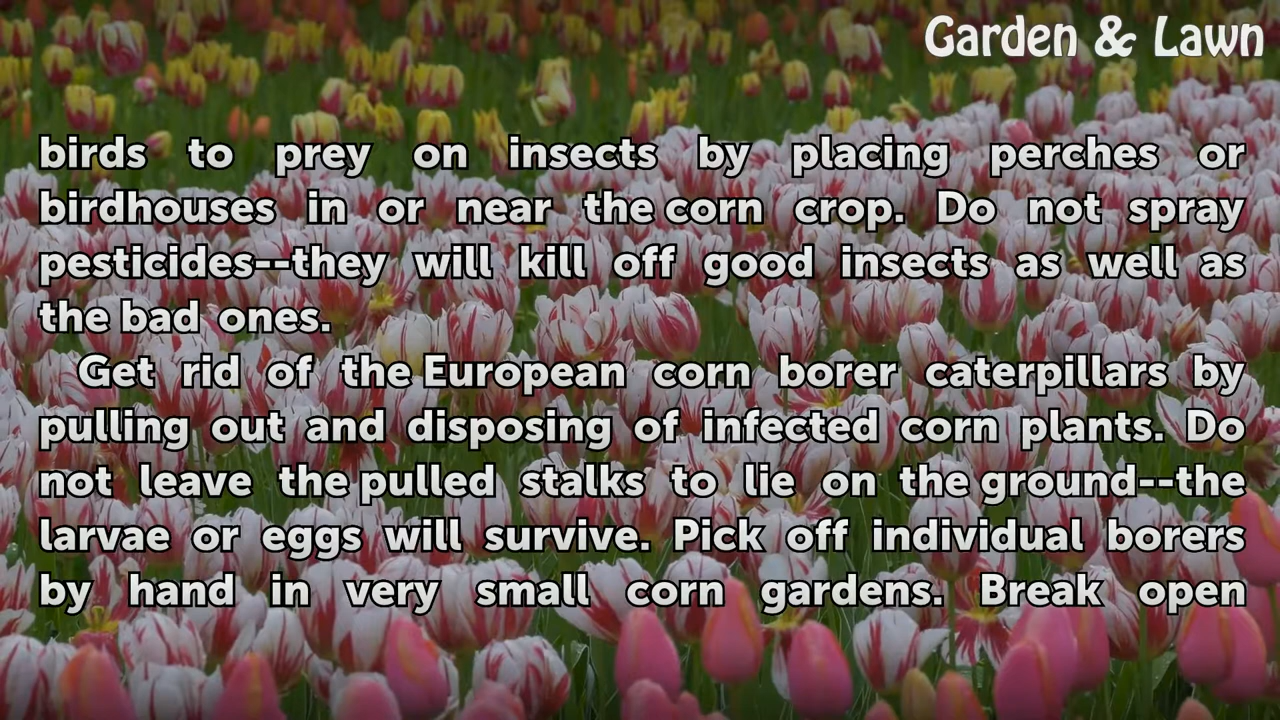 Garden & Lawn
birds to prey on insects by placing perches or
birdhouses in or near the corn crop. Do not spray
pesticides--they will kill off good insects as well as
the bad ones.
Get rid of the European corn borer caterpillars by
pulling out and disposing of infected corn plants. Do
not leave the pulled stalks to lie on the ground--the
larvae or eggs will survive. Pick off individual borers
by hand in very small corn gardens. Break open